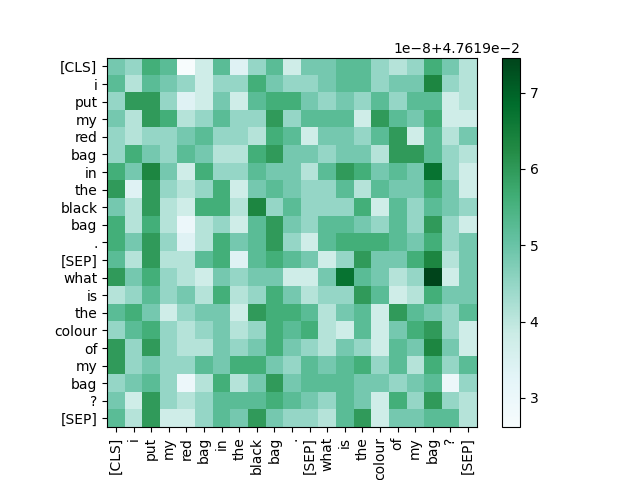 1e-8+4.7619e-2
[CLS]
i
put
my
red
bag
in
the
black
bag
.
[SEP]
what
is
the
colour
of
my
bag
?
[SEP]
7
6
5
4
3
[CLS]
i
put
my
red
bag
in
the
black
bag
.
[SEP]
what
is
the
colour
of
my
bag
?
[SEP]